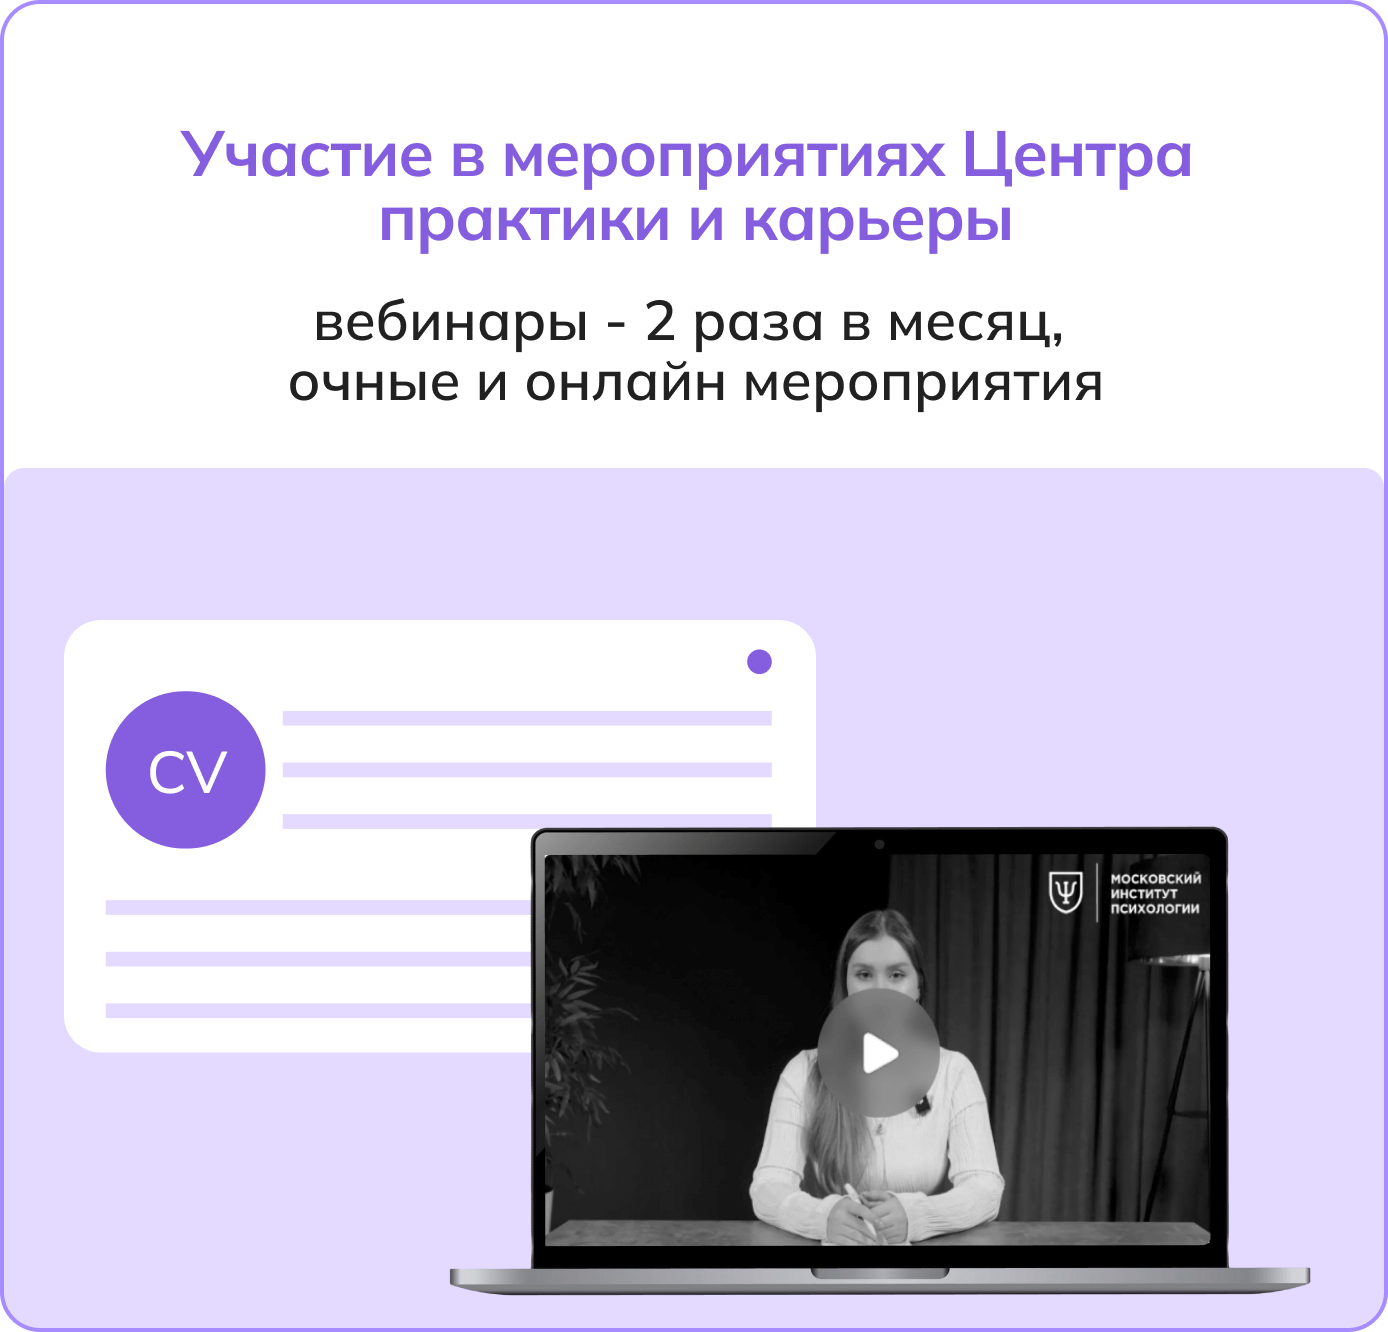 Участие в мероприятиях Центра
практики и карьеры
вебинары - 2 раза в месяц,
очные и онлайн мероприятия
CV
МОСКОВСКИЙ
ИНСТИТУТ
ПСИХОЛОГИИ